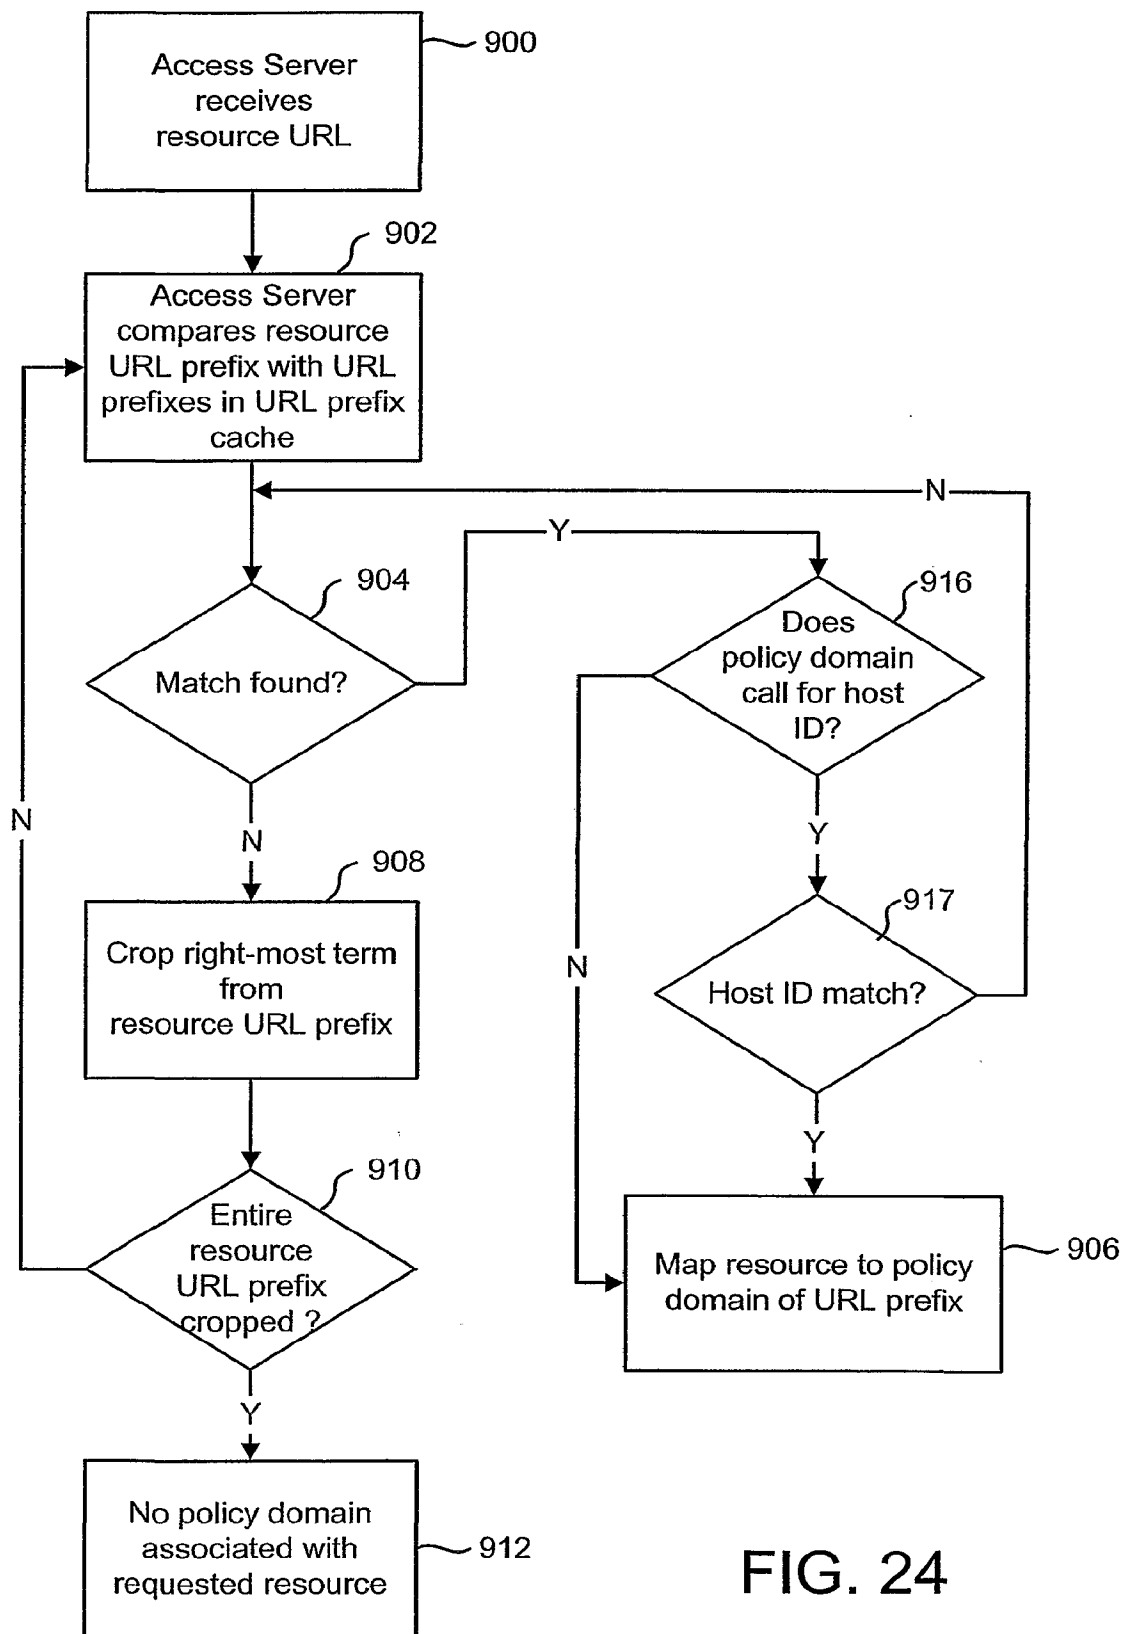 900
Access Server
receives
resource URL
902
Access Server
compares resource
URL prefix with URL
prefixes in URL prefix
cache
N
Y
904
Match found?
916
Does
policy domain
call for host
ID?
N
N
Y
908
Crop right-most term
from
resource URL prefix
917
Host ID match?
N
Y
910
Entire
resource
URL prefix
cropped ?
906
Map resource to policy
domain of URL prefix
Y
No policy domain
associated with
requested resource
912
FIG. 24